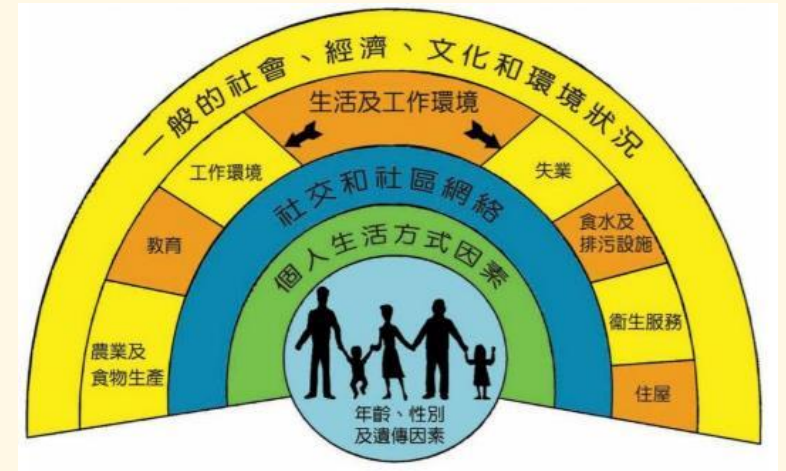 一般的社會、經濟、文化和環境狀況
生活及工作環境
工作環境
失業
教育
食水及
排污設施
農業及
食物生產
衞生服務
住屋
社交和社區網絡
個人生活方式因素
年齡、性別
及遺傳因素